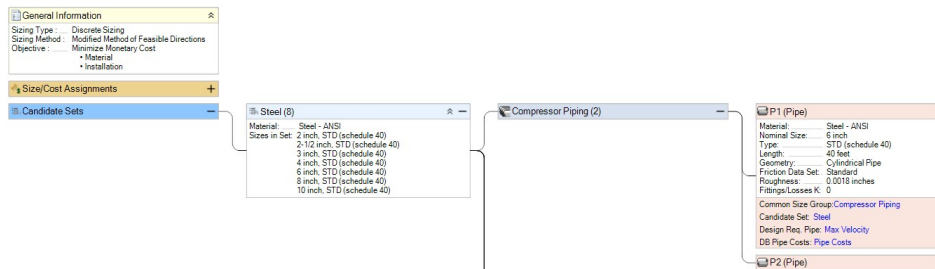 General Information
Sizing Type : Discrete Sizing
Sizing Method : Modified Method of Feasible Directions
Objective : Minimize Monetary Cost
• Material
• Installation
Size/Cost Assignments
Candidate Sets
Steel (8)
Material: Steel - ANSI
Sizes in Set: 2 inch, STD (schedule 40)
2-1/2 inch, STD (schedule 40)
3 inch, STD (schedule 40)
4 inch, STD (schedule 40)
6 inch, STD (schedule 40)
8 inch, STD (schedule 40)
10 inch, STD (schedule 40)
Compressor Piping (2)
P1 (Pipe)
Material: Steel - ANSI
Nominal Size: 6 inch
Type: STD (schedule 40)
Length: 40 feet
Geometry: Cylindrical Pipe
Friction Data Set: Standard
Roughness: 0.0018 inches
Fittings/Losses K: 0
Common Size Group:Compressor Piping
Candidate Set: Steel
Design Req. Pipe: Max Velocity
DB Pipe Costs: Pipe Costs
P2 (Pipe)